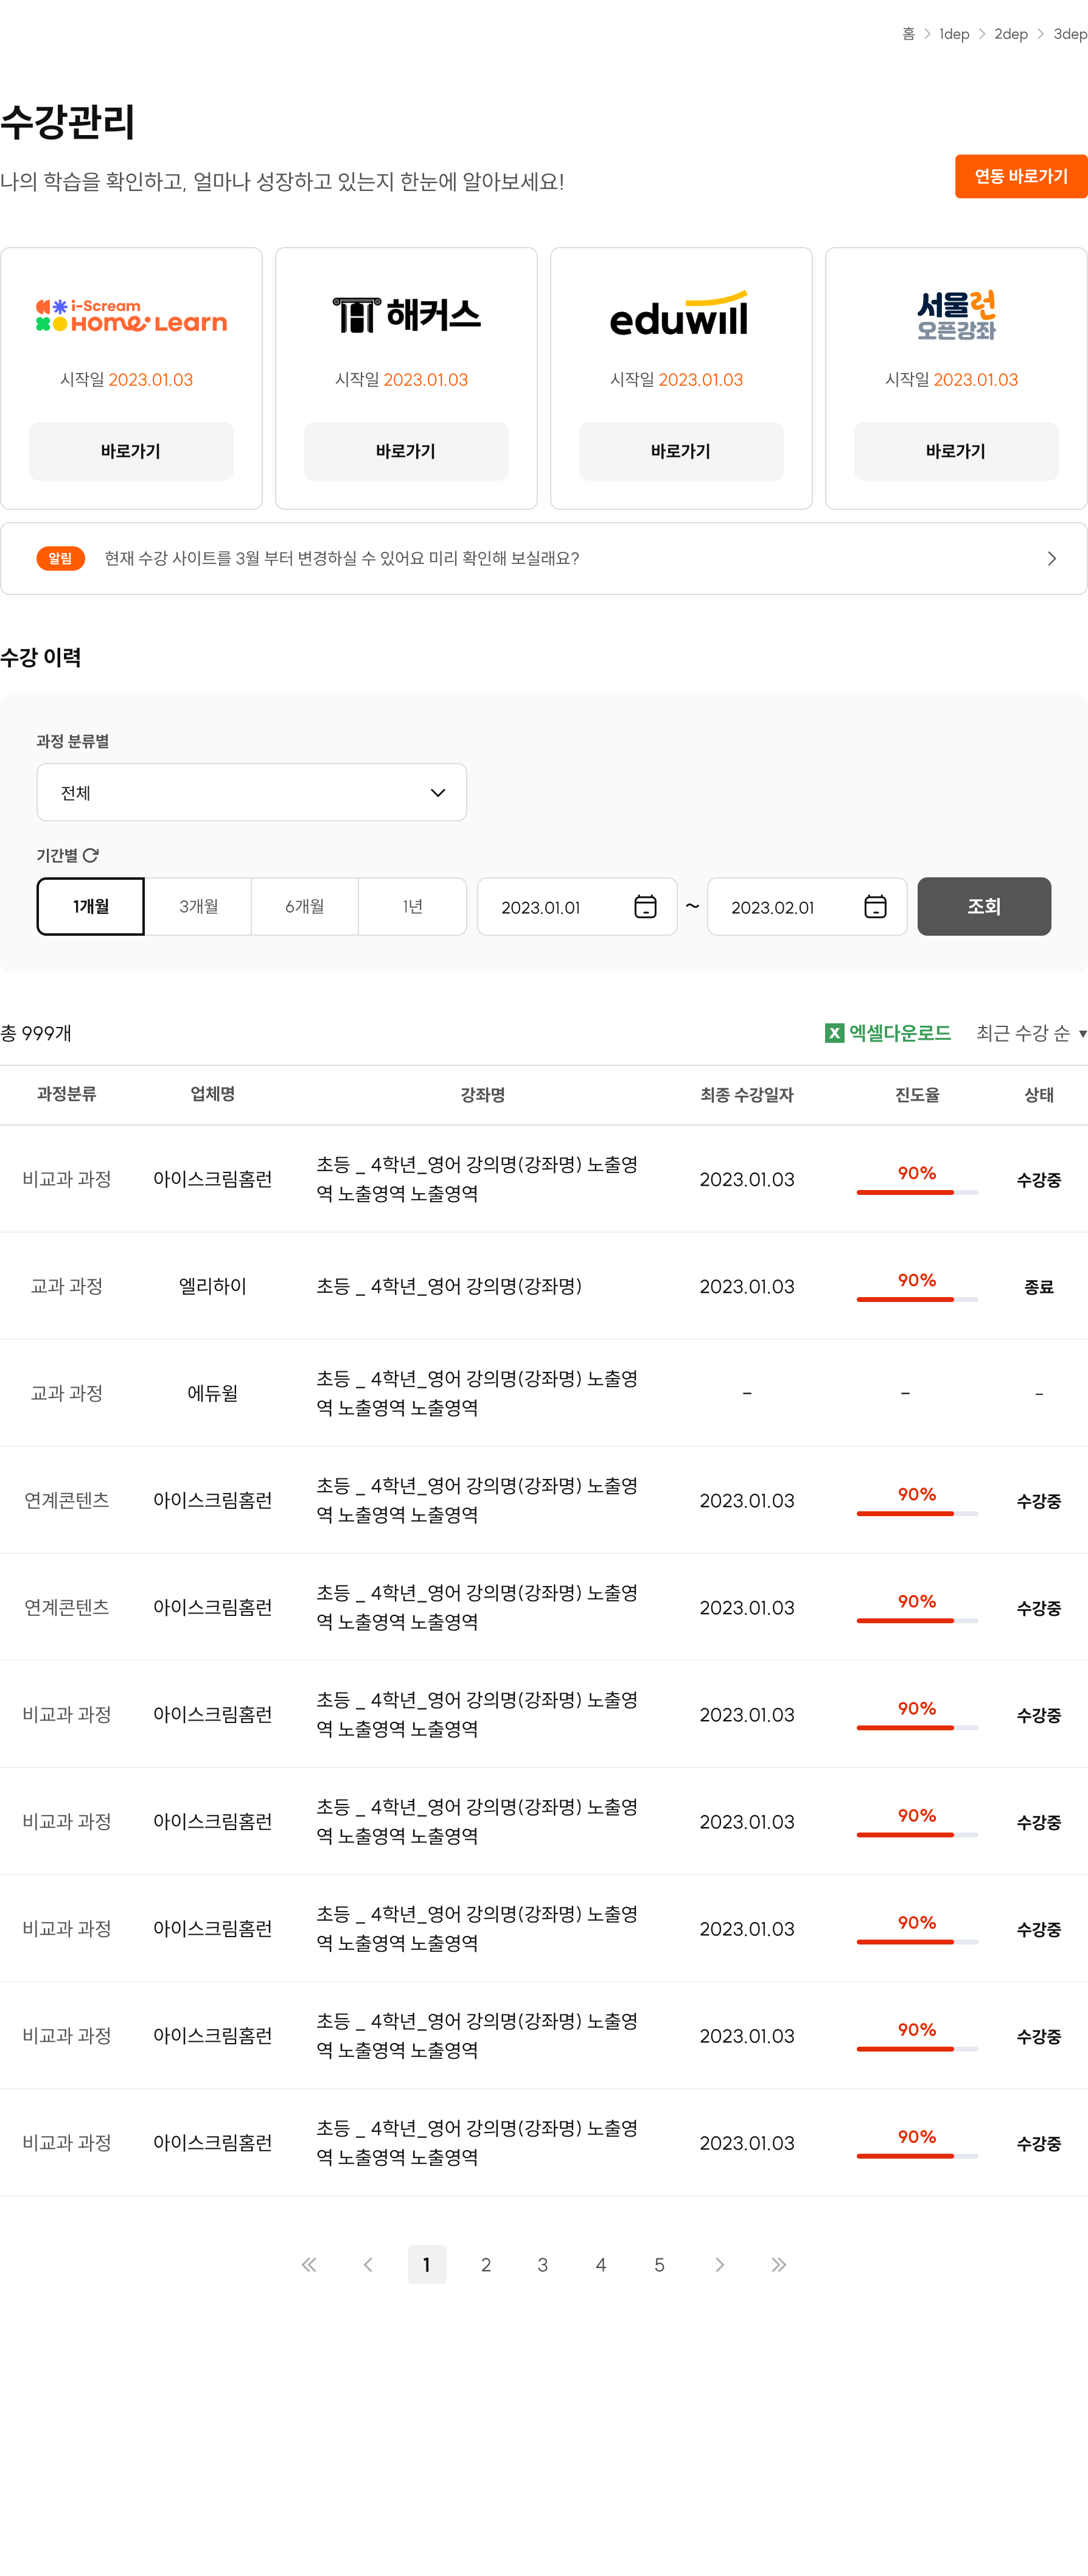 홈 > 1dep > 2dep > 3dep
수강관리
나의 학습을 확인하고, 얼마나 성장하고 있는지 한눈에 알아보세요!
연동 바로가기
i-Scream
Home Learn
해커스
eduwill
서울런
오픈강좌
시작일 2023.01.03
시작일 2023.01.03
시작일 2023.01.03
시작일 2023.01.03
바로가기
바로가기
바로가기
바로가기
알림 현재 수강 사이트를 3월 부터 변경하실 수 있어요 미리 확인해 보실래요?
수강 이력
과정 분류별
전체
기간별
1개월 3개월 6개월 1년 2023.01.01 ~ 2023.02.01 조회
총 999개 엑셀다운로드 최근 수강 순 ▼
과정분류 업체명 강좌명 최종 수강일자 진도율 상태
비교과 과정 아이스크림홈런 초등 _ 4학년_영어 강의명(강좌명) 노출영
역 노출영역 노출영역 2023.01.03 90% 수강중
교과 과정 엘리하이 초등 _ 4학년_영어 강의명(강좌명) 2023.01.03 90% 종료
교과 과정 에듀윌 초등 _ 4학년_영어 강의명(강좌명) 노출영
역 노출영역 노출영역 - - -
연계콘텐츠 아이스크림홈런 초등 _ 4학년_영어 강의명(강좌명) 노출영
역 노출영역 노출영역 2023.01.03 90% 수강중
연계콘텐츠 아이스크림홈런 초등 _ 4학년_영어 강의명(강좌명) 노출영
역 노출영역 노출영역 2023.01.03 90% 수강중
비교과 과정 아이스크림홈런 초등 _ 4학년_영어 강의명(강좌명) 노출영
역 노출영역 노출영역 2023.01.03 90% 수강중
비교과 과정 아이스크림홈런 초등 _ 4학년_영어 강의명(강좌명) 노출영
역 노출영역 노출영역 2023.01.03 90% 수강중
비교과 과정 아이스크림홈런 초등 _ 4학년_영어 강의명(강좌명) 노출영
역 노출영역 노출영역 2023.01.03 90% 수강중
비교과 과정 아이스크림홈런 초등 _ 4학년_영어 강의명(강좌명) 노출영
역 노출영역 노출영역 2023.01.03 90% 수강중
비교과 과정 아이스크림홈런 초등 _ 4학년_영어 강의명(강좌명) 노출영
역 노출영역 노출영역 2023.01.03 90% 수강중
1 2 3 4 5